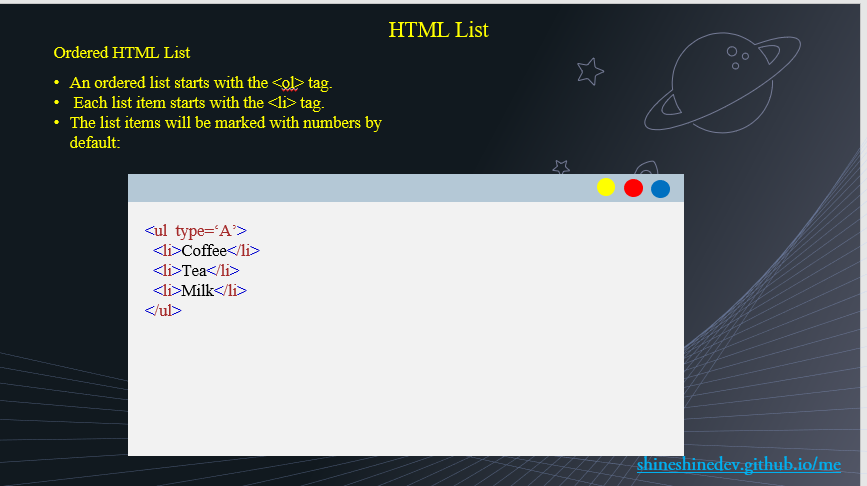 HTML List
Ordered HTML List
• An ordered list starts with the <ol> tag.
• Each list item starts with the <li> tag.
• The list items will be marked with numbers by
default:
<ul type=‘A’>
<li>Coffee</li>
<li>Tea</li>
<li>Milk</li>
</ul>
shineshinedev.github.io/me